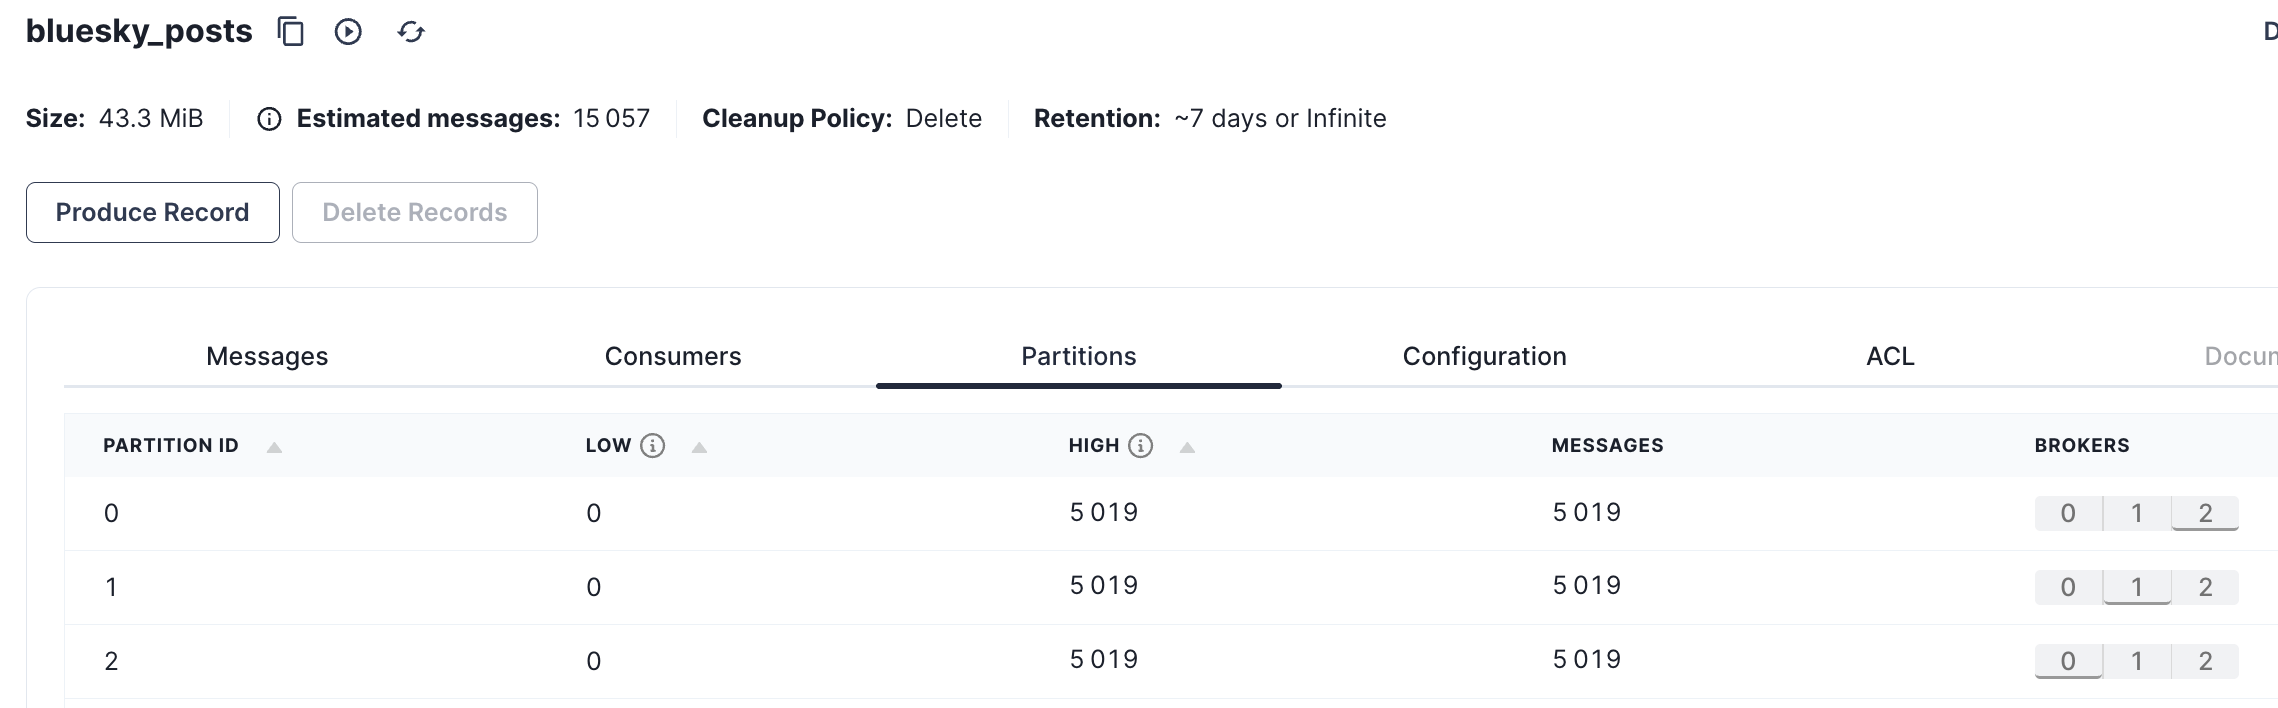 bluesky_posts D
Size: 43.3 MiB Estimated messages: 15 057 Cleanup Policy: Delete Retention: ~7 days or Infinite
Produce Record Delete Records
Messages Consumers Partitions Configuration ACL Docum
PARTITION ID LOW HIGH MESSAGES BROKERS
0 0 5 019 5 019 0 1 2
1 0 5 019 5 019 0 1 2
2 0 5 019 5 019 0 1 2